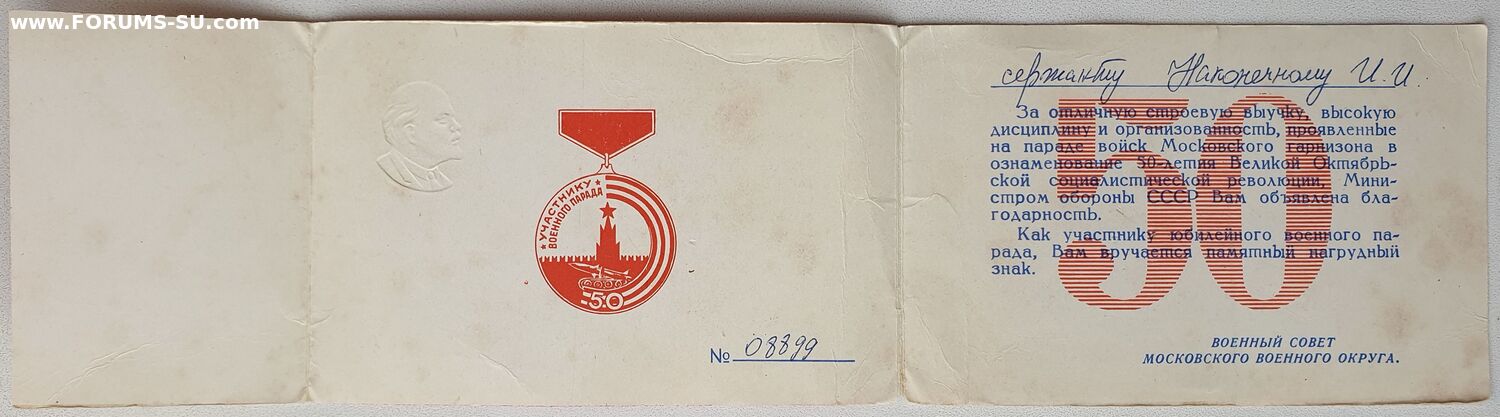 www.FORUMS-SU.com
★ УЧАСТНИКУ ★
ВОЕННОГО ПАРАДА
50
№ 08899
сержанту Наконечному И.И.
За отличную строевую выучку, высокую
дисциплину и организованность, проявленные
на параде войск Московского гарнизона в
ознаменование 50-летия Великой Октябрь-
ской социалистической революции, Мини-
стром обороны СССР Вам объявлена бла-
годарность.
Как участнику юбилейного военного па-
рада, Вам вручается памятный нагрудный
знак.
50
ВОЕННЫЙ СОВЕТ
МОСКОВСКОГО ВОЕННОГО ОКРУГА.